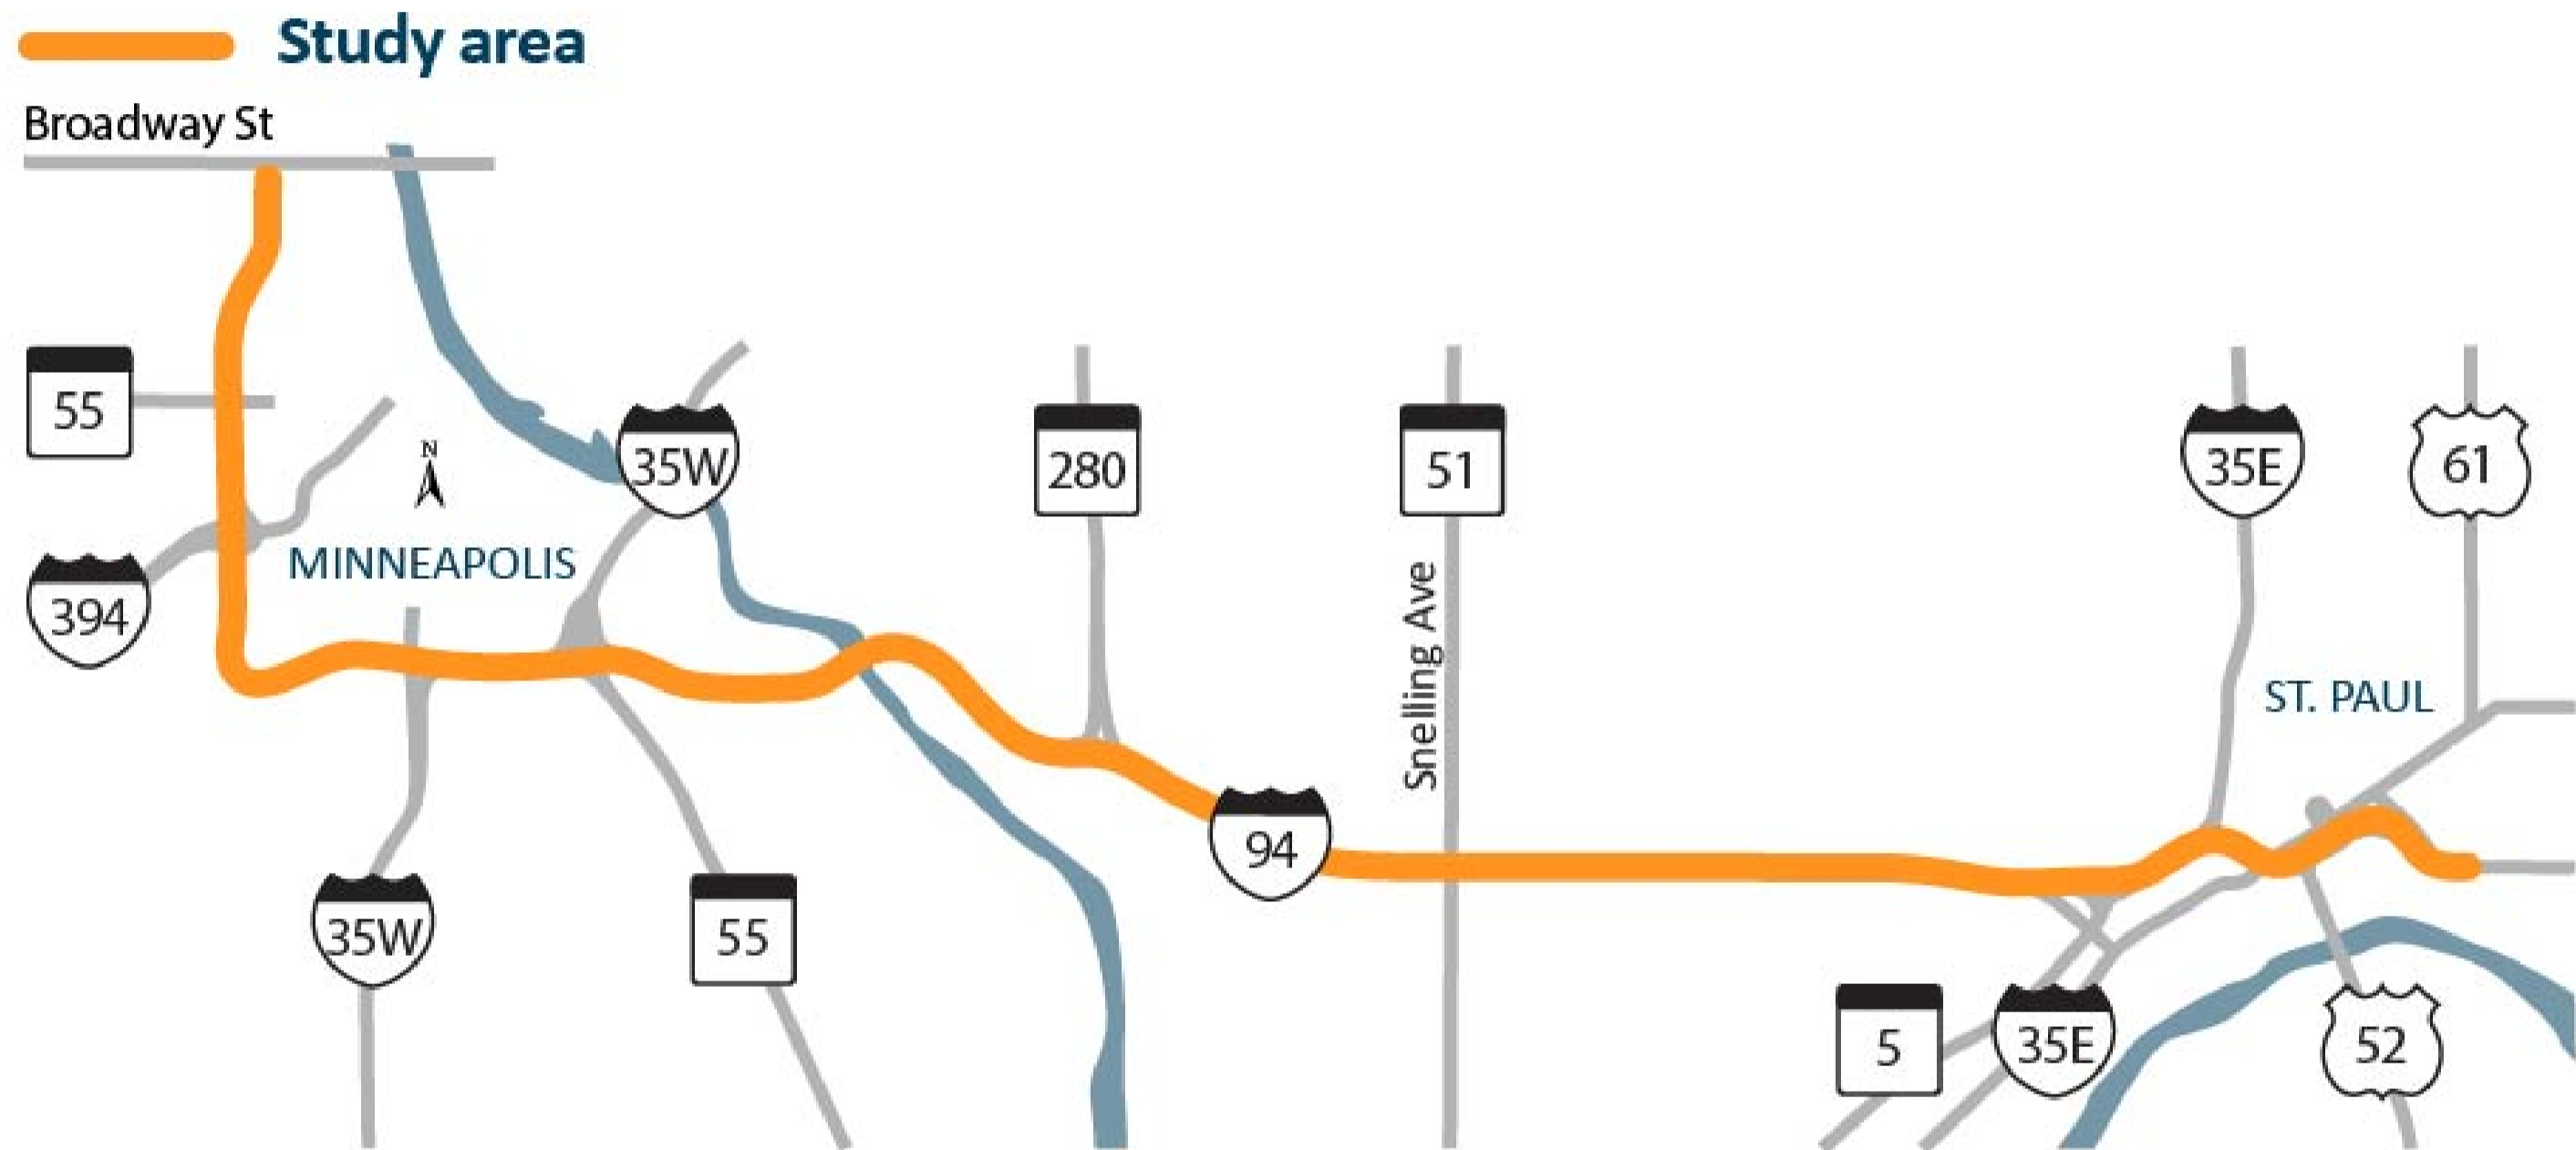 Study area
Broadway St
55
35W
280
51
35E
61
N
394
MINNEAPOLIS
Snelling Ave
ST. PAUL
94
35W
55
5
35E
52